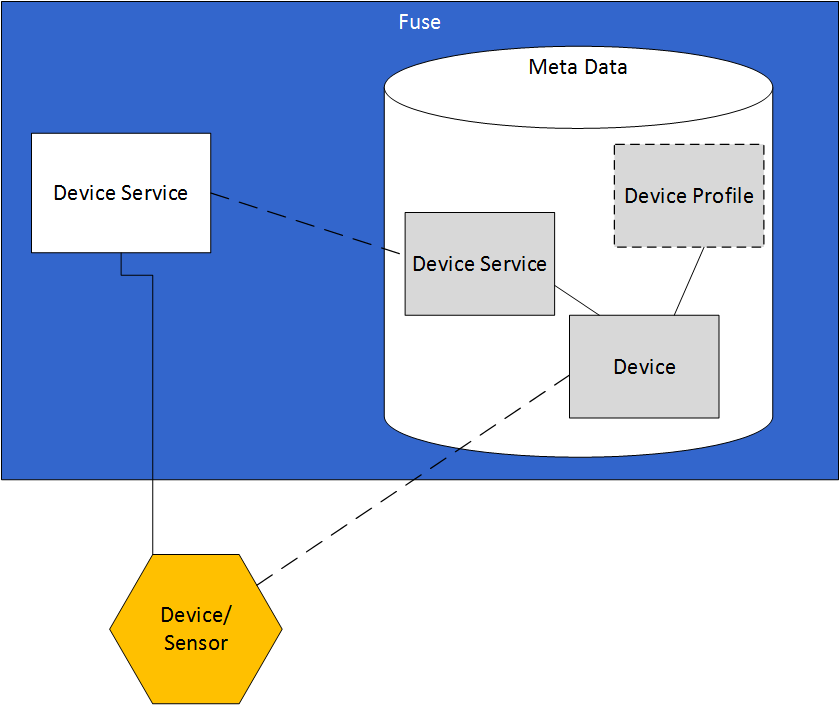 Fuse
Meta Data
Device Service
Device Profile
Device Service
Device
Device/
Sensor